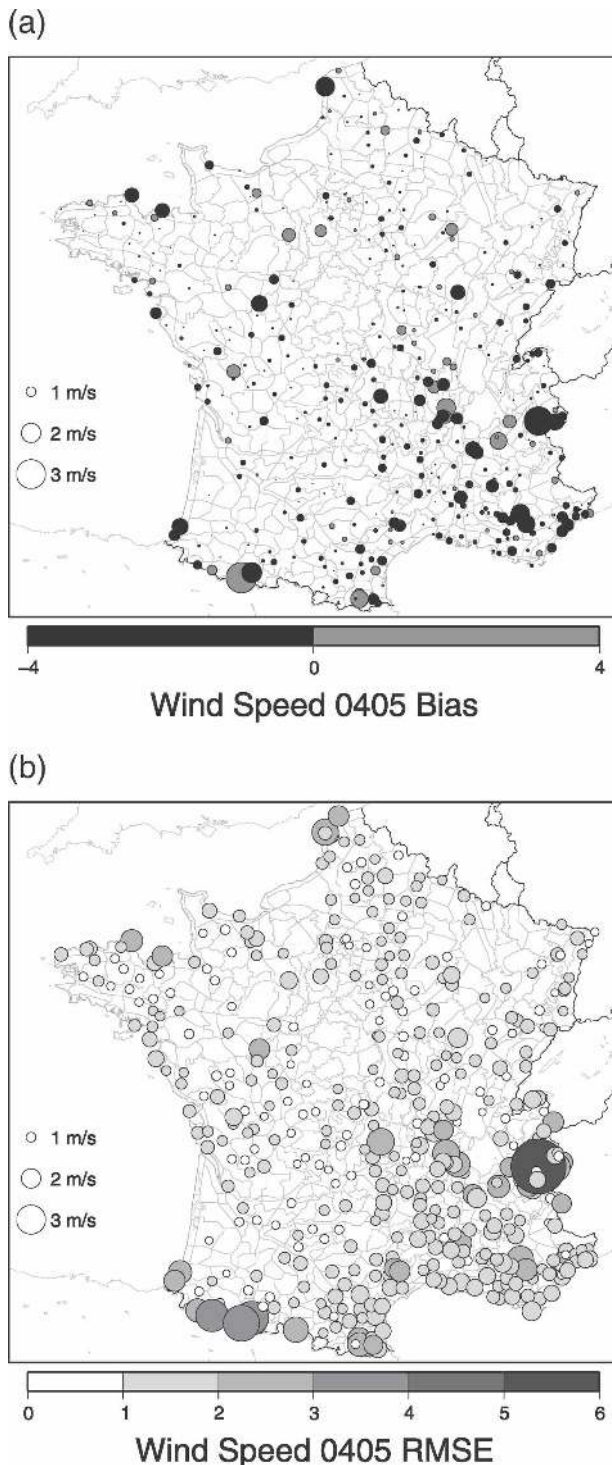 (a)
1 m/s
2 m/s
3 m/s
−4 0 4
Wind Speed 0405 Bias
(b)
1 m/s
2 m/s
3 m/s
0 1 2 3 4 5 6
Wind Speed 0405 RMSE